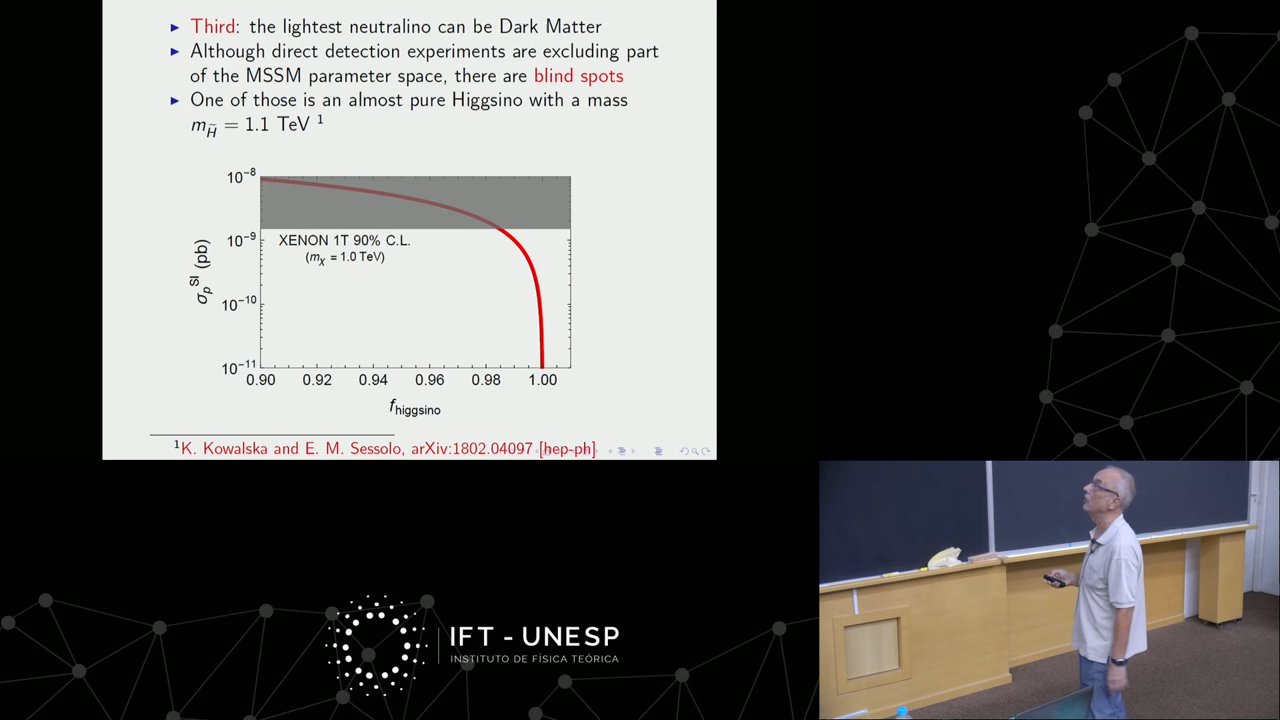 ▶ Third: the lightest neutralino can be Dark Matter
▶ Although direct detection experiments are excluding part
of the MSSM parameter space, there are blind spots
▶ One of those is an almost pure Higgsino with a mass
m_H̃ = 1.1 TeV ¹
10⁻⁸
10⁻⁹
10⁻¹⁰
10⁻¹¹
σ_p^SI (pb)
XENON 1T 90% C.L.
(m_χ = 1.0 TeV)
0.90 0.92 0.94 0.96 0.98 1.00
f_higgsino
¹K. Kowalska and E. M. Sessolo, arXiv:1802.04097 [hep-ph]
IFT - UNESP
INSTITUTO DE FÍSICA TEÓRICA